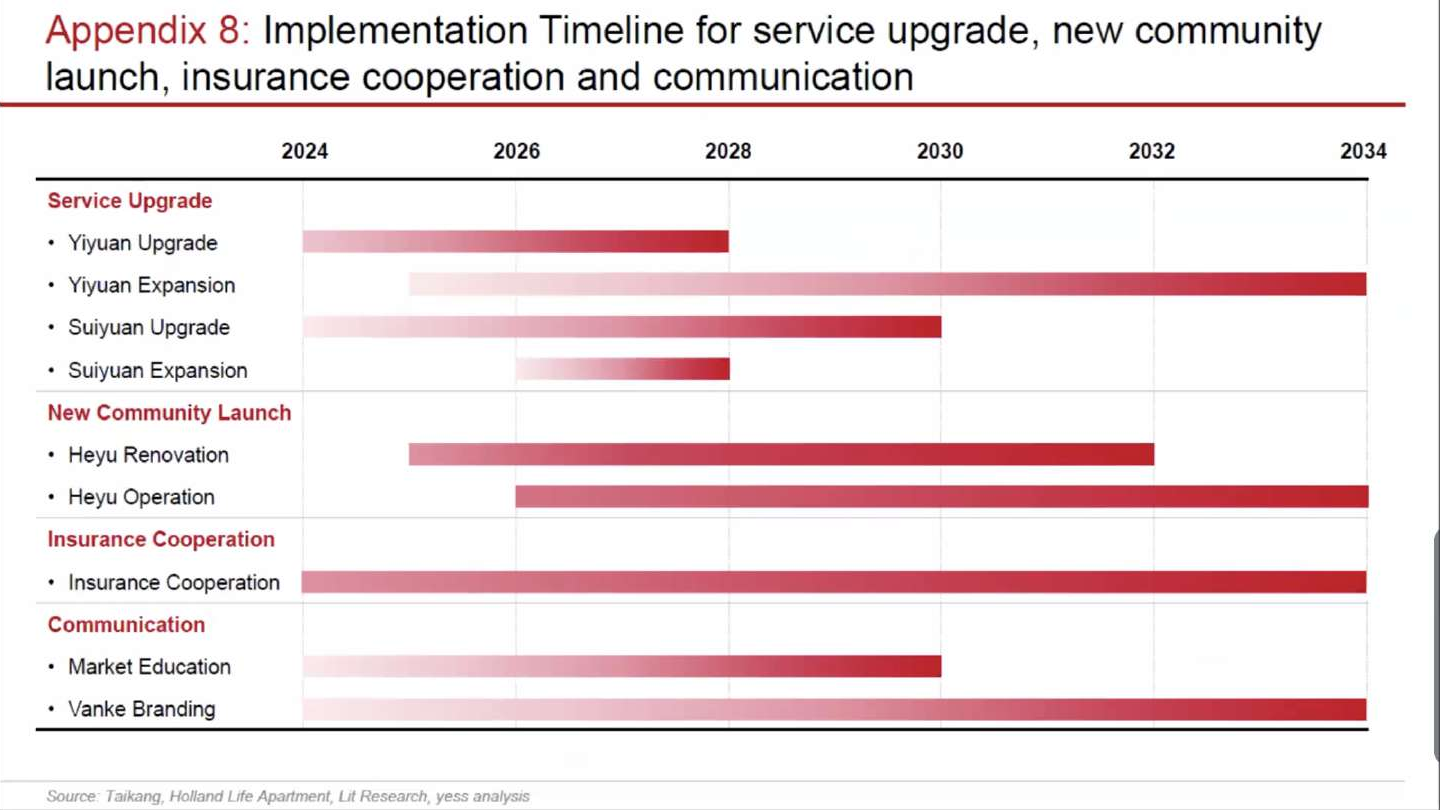 Appendix 8: Implementation Timeline for service upgrade, new community
launch, insurance cooperation and communication
2024 2026 2028 2030 2032 2034
Service Upgrade
• Yiyuan Upgrade
• Yiyuan Expansion
• Suiyuan Upgrade
• Suiyuan Expansion
New Community Launch
• Heyu Renovation
• Heyu Operation
Insurance Cooperation
• Insurance Cooperation
Communication
• Market Education
• Vanke Branding
Source: Taikang, Holland Life Apartment, Lit Research, yess analysis